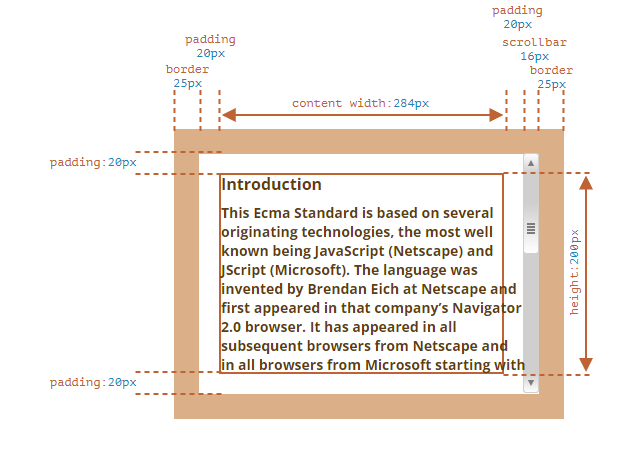 padding
20px
padding
20px
scrollbar
16px
border
25px
border
25px
content width:284px
padding:20px
Introduction
This Ecma Standard is based on several
originating technologies, the most well
known being JavaScript (Netscape) and
JScript (Microsoft). The language was
invented by Brendan Eich at Netscape and
first appeared in that company’s Navigator
2.0 browser. It has appeared in all
subsequent browsers from Netscape and
in all browsers from Microsoft starting with
height:200px
padding:20px